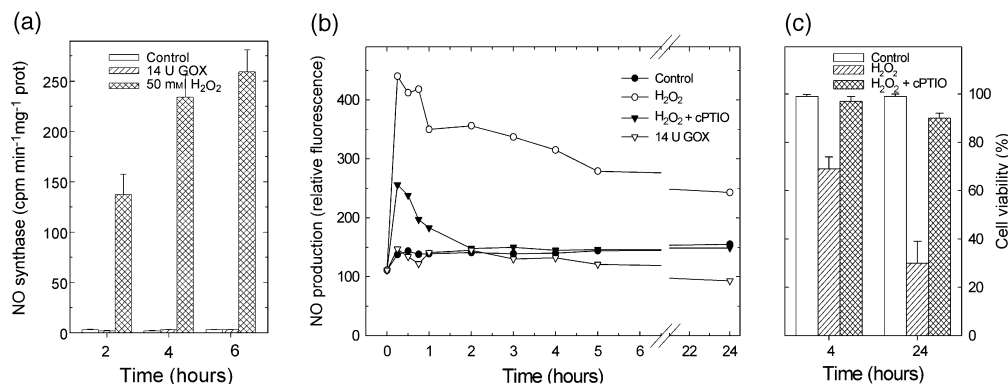 (a)
NO synthase (cpm min⁻¹mg⁻¹ prot)
250
200
150
100
50
0
Control
14 U GOX
50 mM H₂O₂
2 4 6
Time (hours)
(b)
NO production (relative fluorescence)
400
300
250
150
100
0
Control
H₂O₂
H₂O₂ + cPTIO
14 U GOX
0 1 2 3 4 5 6 22 24
Time (hours)
(c)
Control
H₂O₂
H₂O₂ + cPTIO
100
80
60
40
20
0
Cell viability (%)
4 24
Time (hours)